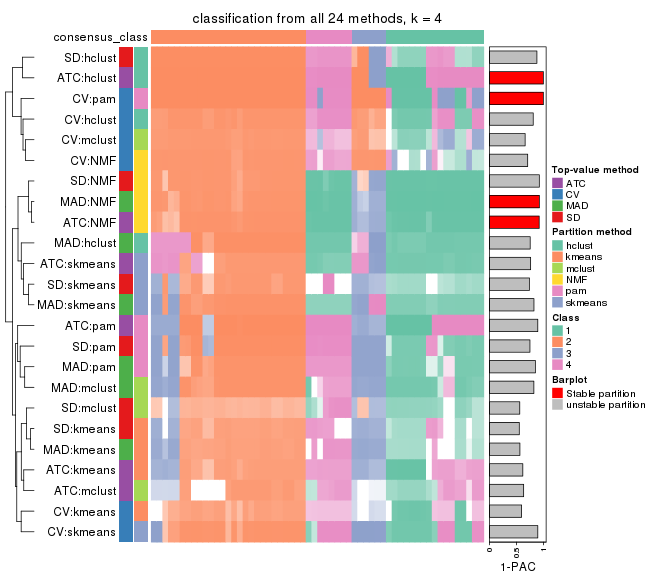 classification from all 24 methods, k = 4
consensus_class
SD:hclust
ATC:hclust
CV:pam
CV:hclust
CV:mclust
CV:NMF
SD:NMF
MAD:NMF
ATC:NMF
MAD:hclust
ATC:skmeans
SD:skmeans
MAD:skmeans
ATC:pam
SD:pam
MAD:pam
MAD:mclust
SD:mclust
SD:kmeans
MAD:kmeans
ATC:kmeans
ATC:mclust
CV:kmeans
CV:skmeans
0
0.5
1
1-PAC
Top-value method
ATC
CV
MAD
SD
Partition method
hclust
kmeans
mclust
NMF
pam
skmeans
Class
1
2
3
4
Barplot
Stable partition
unstable partition